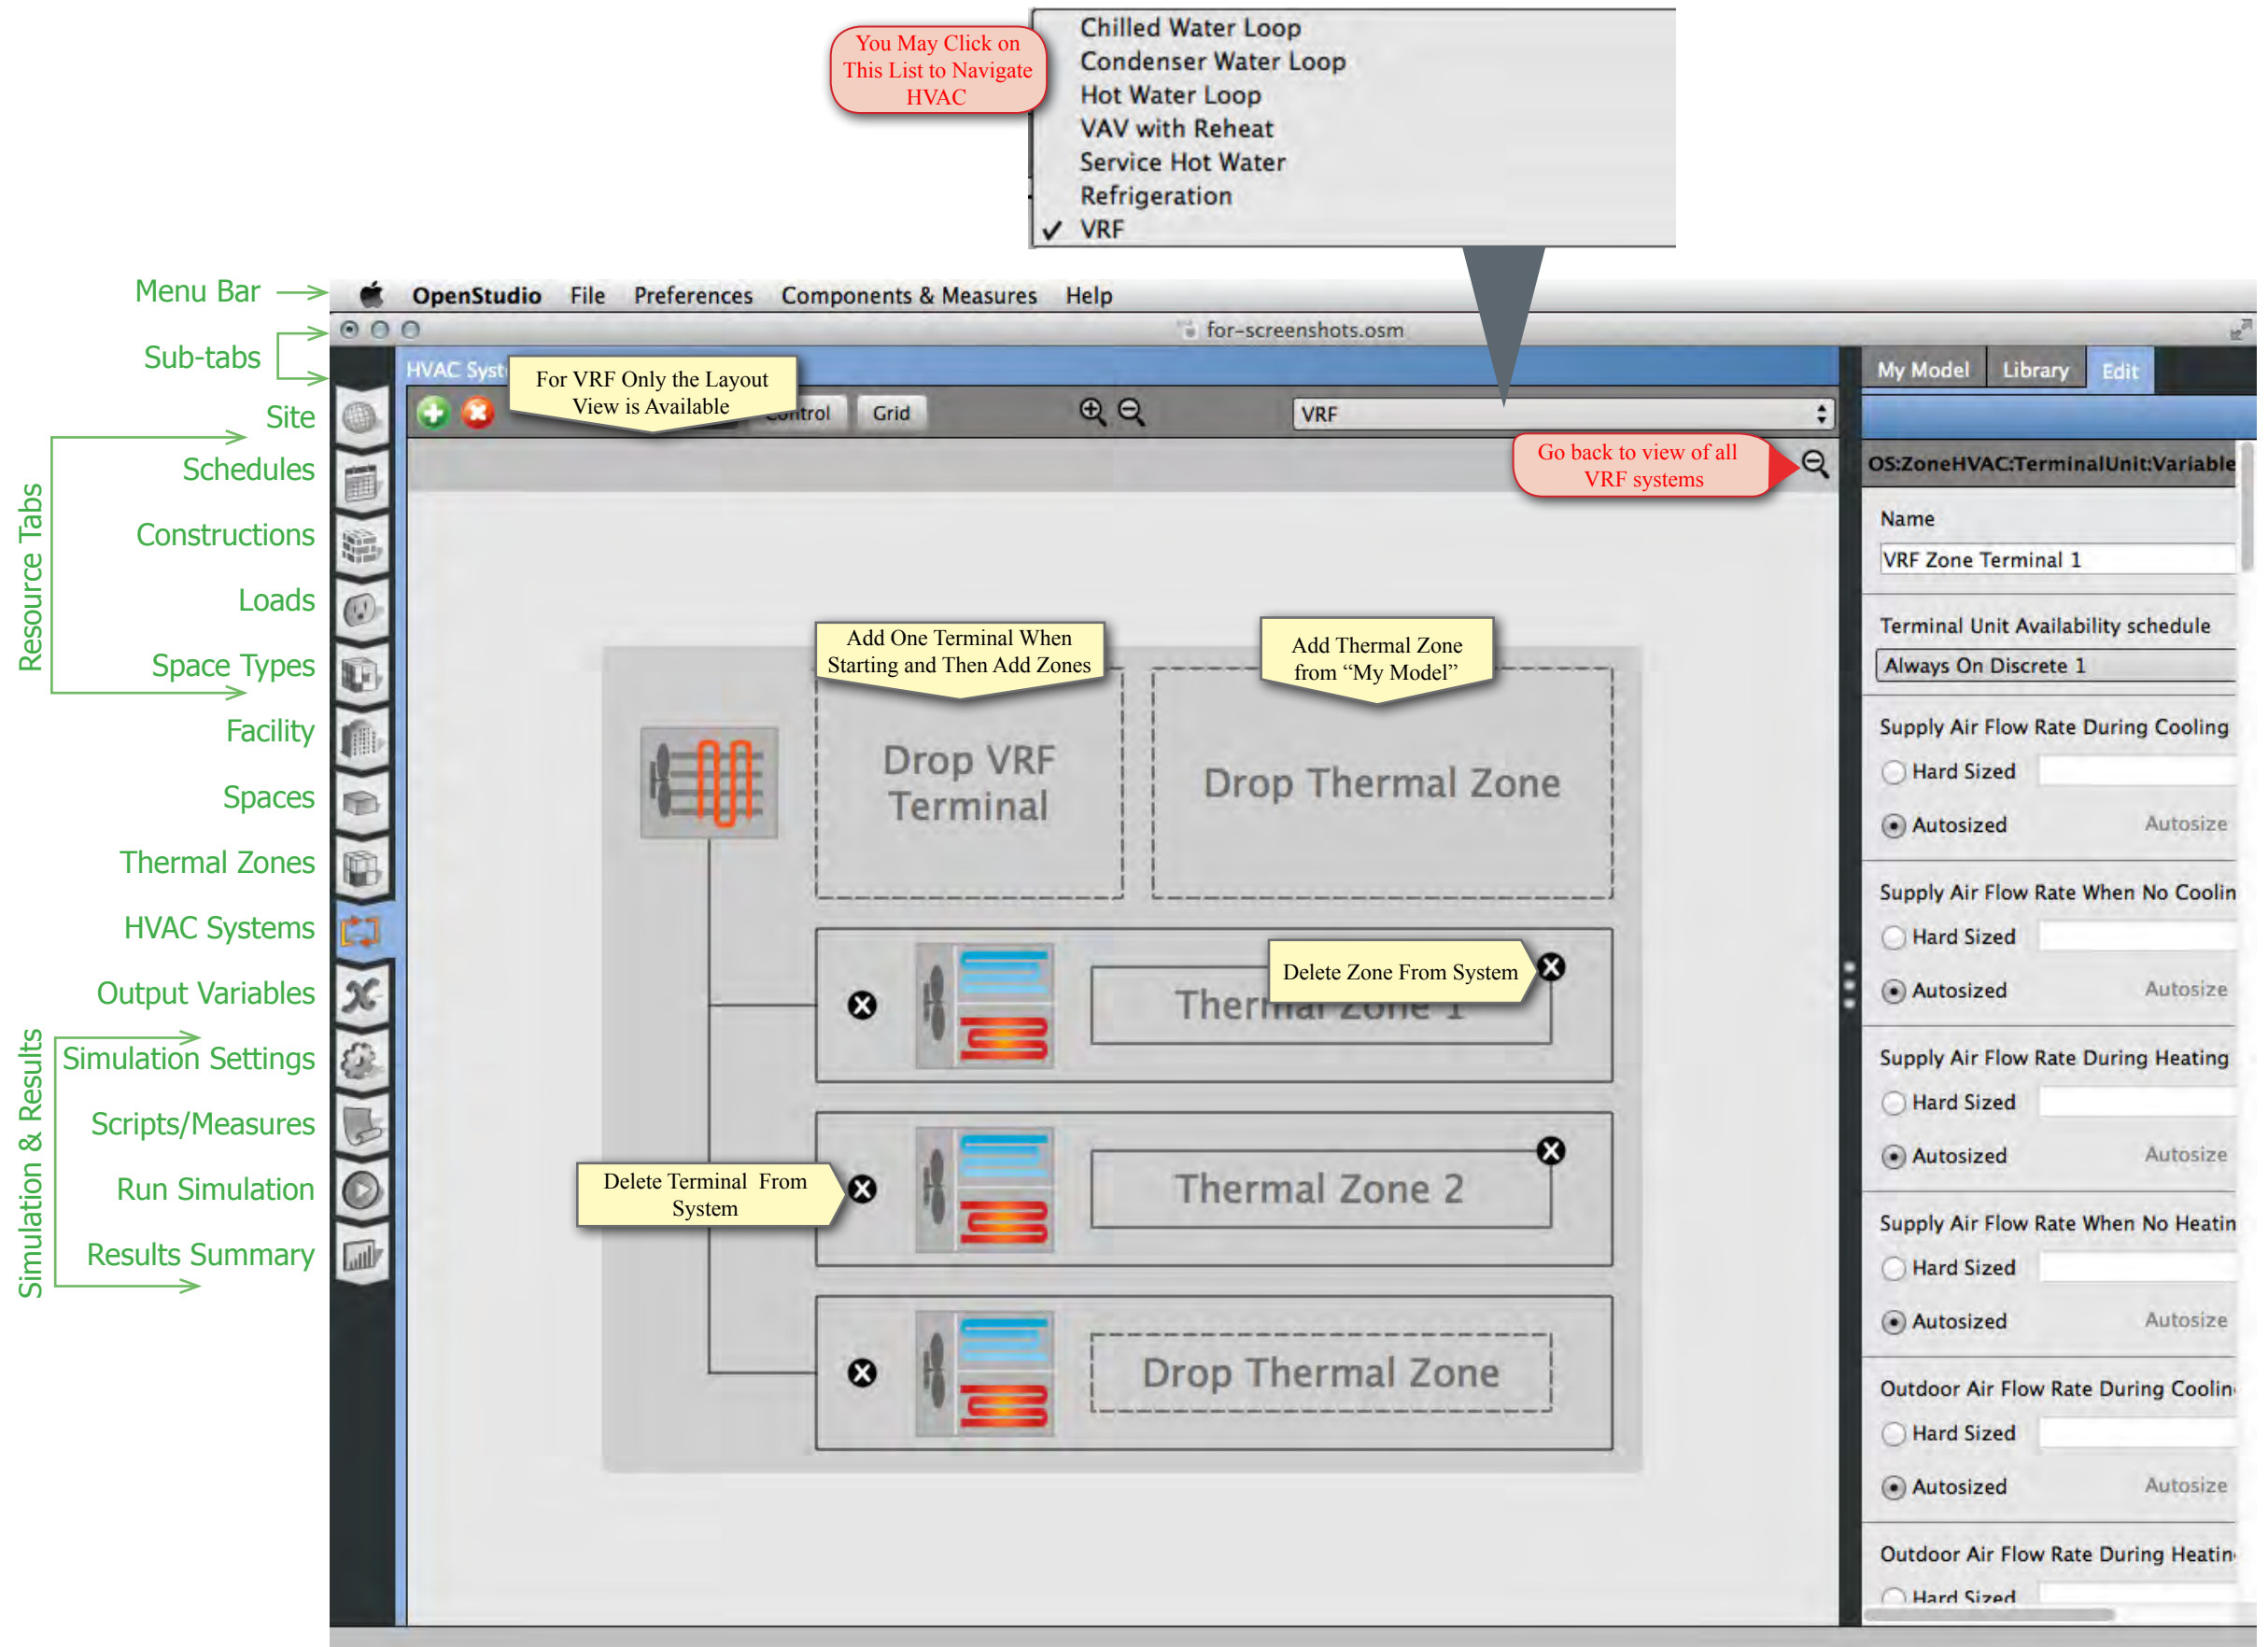 You May Click on
This List to Navigate
HVAC
Chilled Water Loop
Condenser Water Loop
Hot Water Loop
VAV with Reheat
Service Hot Water
Refrigeration
✓ VRF
Menu Bar
OpenStudio File Preferences Components & Measures Help
for-screenshots.osm
Sub-tabs
HVAC Syst
For VRF Only the Layout
View is Available
Control Grid
VRF
My Model Library Edit
Go back to view of all
VRF systems
Resource Tabs
Site
Schedules
Constructions
Loads
Space Types
Facility
Spaces
Thermal Zones
HVAC Systems
Output Variables
Simulation & Results
Simulation Settings
Scripts/Measures
Run Simulation
Results Summary
Add One Terminal When
Starting and Then Add Zones
Add Thermal Zone
from “My Model”
Drop VRF
Terminal
Drop Thermal Zone
Delete Zone From System
Thermal Zone 1
Delete Terminal From
System
Thermal Zone 2
Drop Thermal Zone
OS:ZoneHVAC:TerminalUnit:Variable
Name
VRF Zone Terminal 1
Terminal Unit Availability schedule
Always On Discrete 1
Supply Air Flow Rate During Cooling
Hard Sized
Autosized Autosize
Supply Air Flow Rate When No Coolin
Hard Sized
Autosized Autosize
Supply Air Flow Rate During Heating
Hard Sized
Autosized Autosize
Supply Air Flow Rate When No Heatin
Hard Sized
Autosized Autosize
Outdoor Air Flow Rate During Coolin
Hard Sized
Autosized Autosize
Outdoor Air Flow Rate During Heatin
Hard Sized